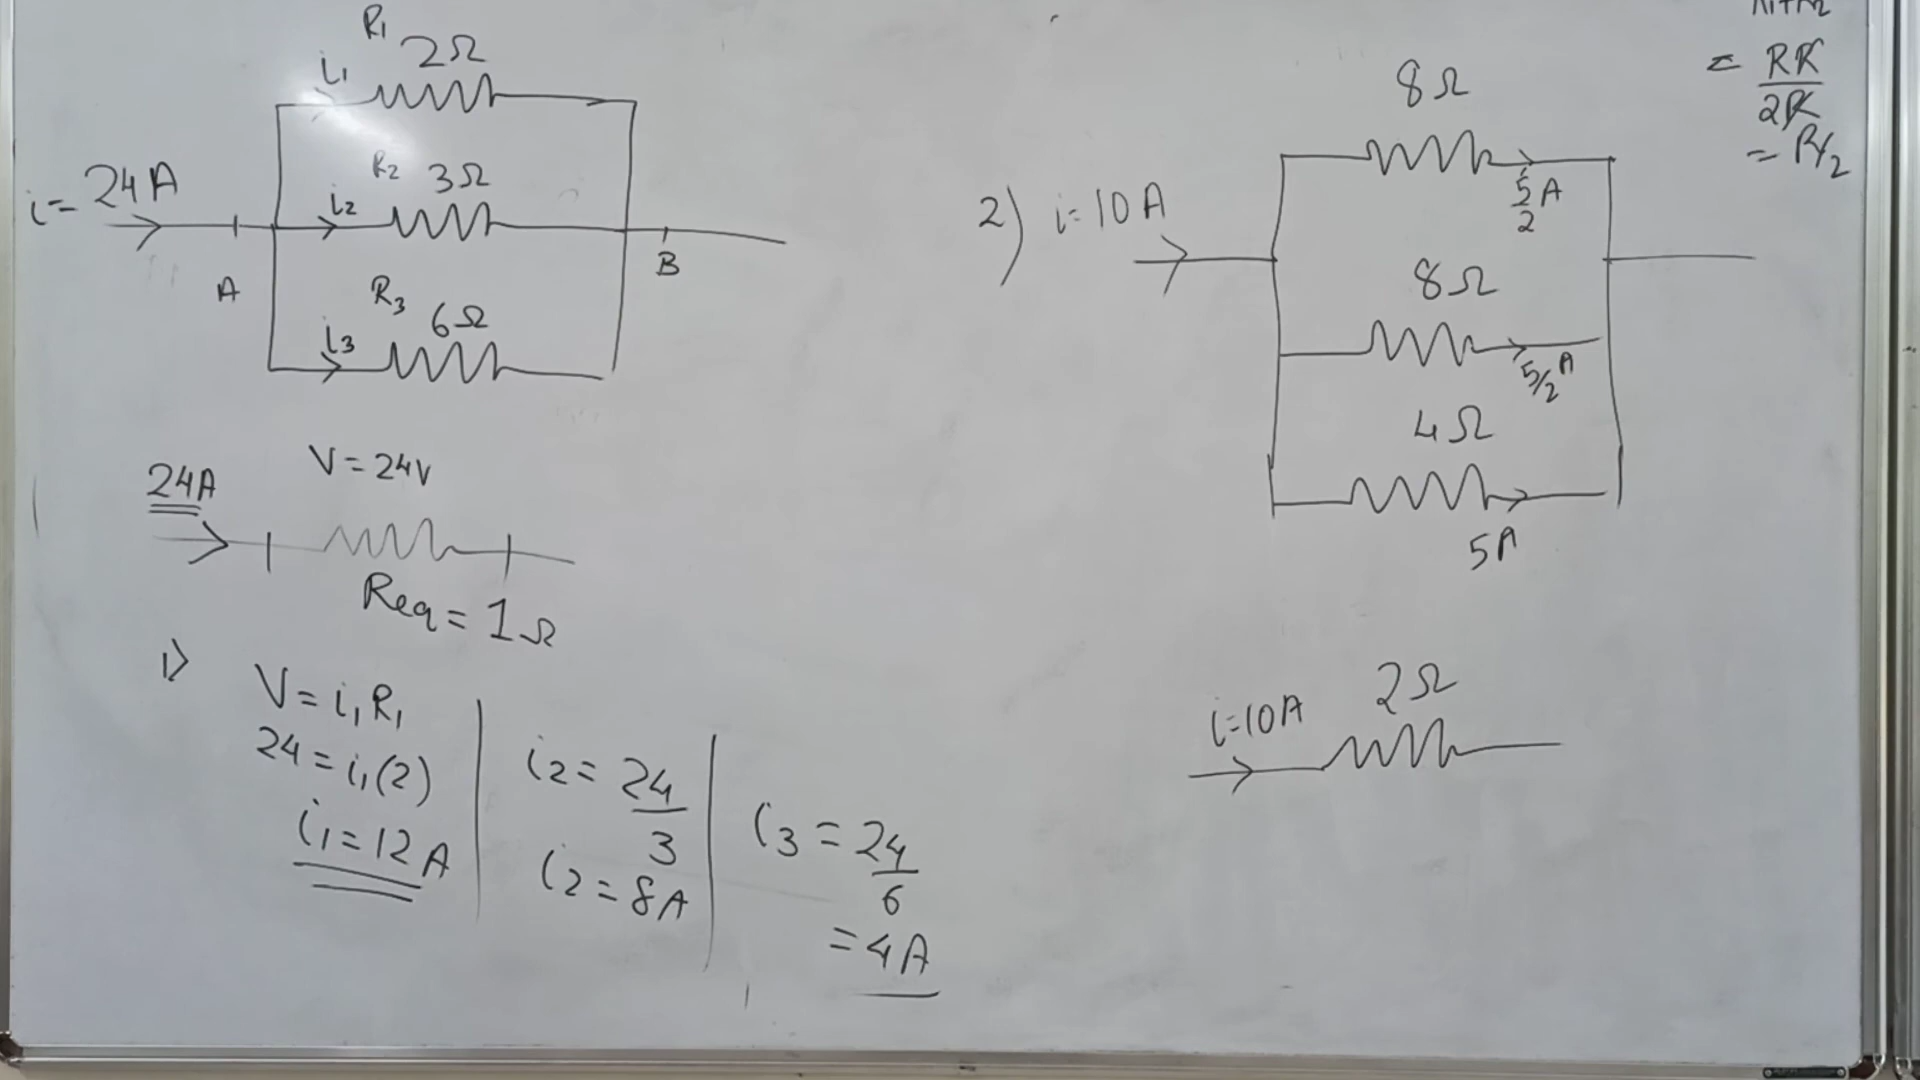 R1
2Ω
i1
i= 24A
R2 3Ω
i2
A
B
R3 6Ω
i3
V=24V
24A
Req = 1Ω
1)
V= i1R1
24= i1(2)
i1=12A
i2= 24/3
i2=8A
i3 = 24/6
= 4A
= RR/2R
= R/2
2) i=10A
8Ω
5/2 A
8Ω
5/2 A
4Ω
5A
i=10A 2Ω